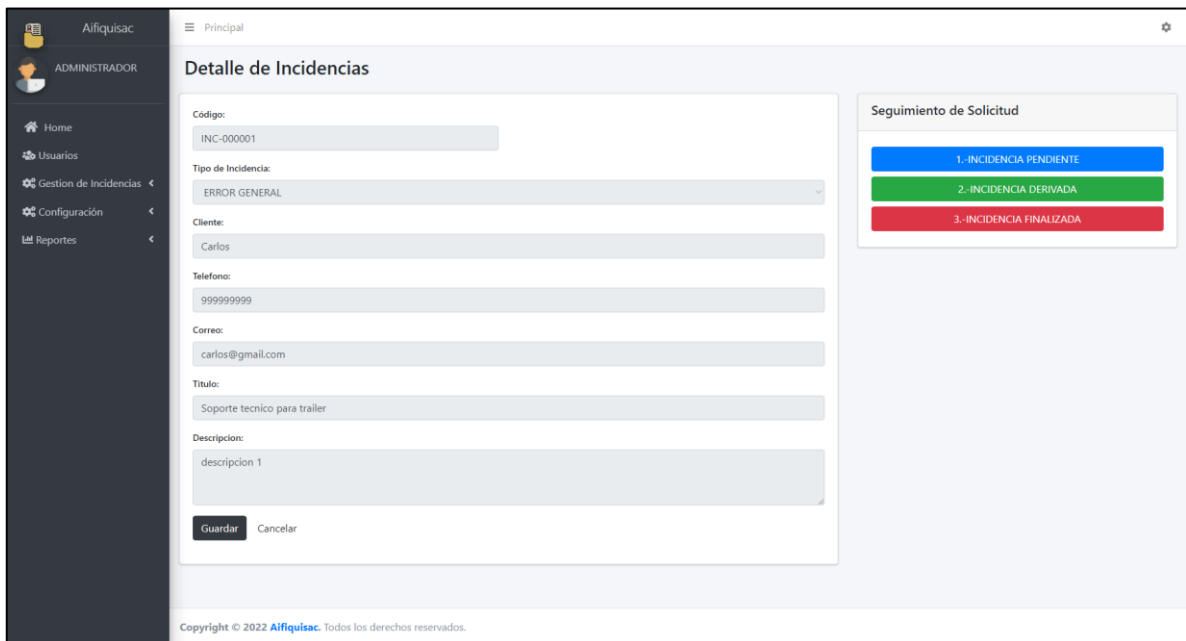 Aifiquisac
ADMINISTRADOR
Home
Usuarios
Gestion de Incidencias
Configuración
Reportes
Principal
Detalle de Incidencias
Código:
INC-000001
Tipo de Incidencia:
ERROR GENERAL
Cliente:
Carlos
Telefono:
999999999
Correo:
carlos@gmail.com
Titulo:
Soporte tecnico para trailer
Descripcion:
descripcion 1
Guardar Cancelar
Seguimiento de Solicitud
1.-INCIDENCIA PENDIENTE
2.-INCIDENCIA DERIVADA
3.-INCIDENCIA FINALIZADA
Copyright © 2022 Aifiquisac. Todos los derechos reservados.